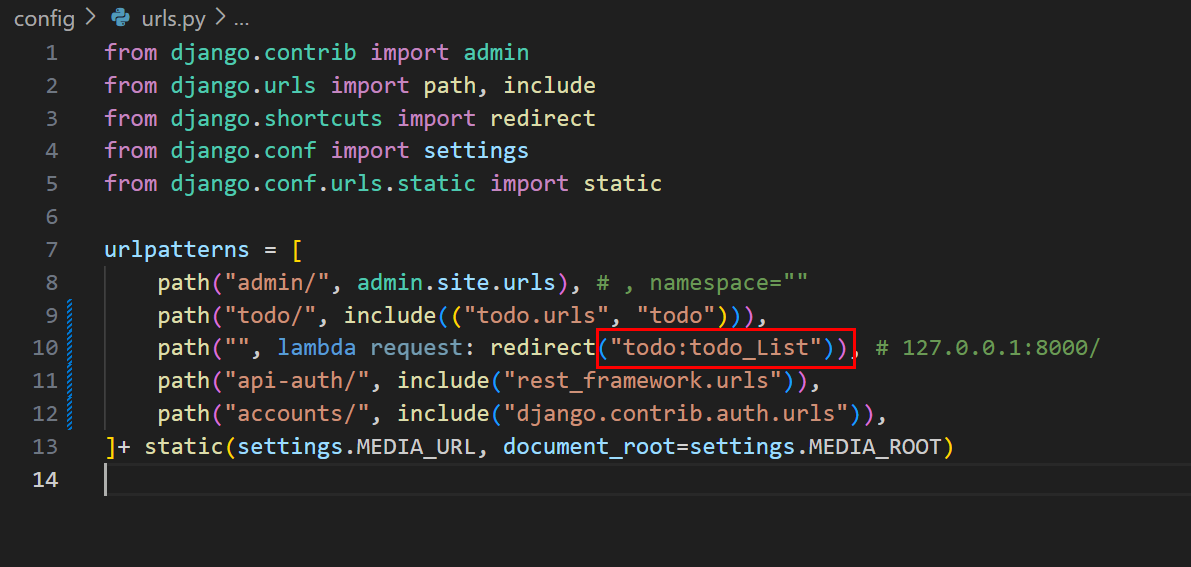 config > urls.py > ...
1 from django.contrib import admin
2 from django.urls import path, include
3 from django.shortcuts import redirect
4 from django.conf import settings
5 from django.conf.urls.static import static
6
7 urlpatterns = [
8     path("admin/", admin.site.urls), # , namespace=""
9     path("todo/", include(("todo.urls", "todo"))),
10     path("", lambda request: redirect("todo:todo_List")), # 127.0.0.1:8000/
11     path("api-auth/", include("rest_framework.urls")),
12     path("accounts/", include("django.contrib.auth.urls")),
13 ]+ static(settings.MEDIA_URL, document_root=settings.MEDIA_ROOT)
14